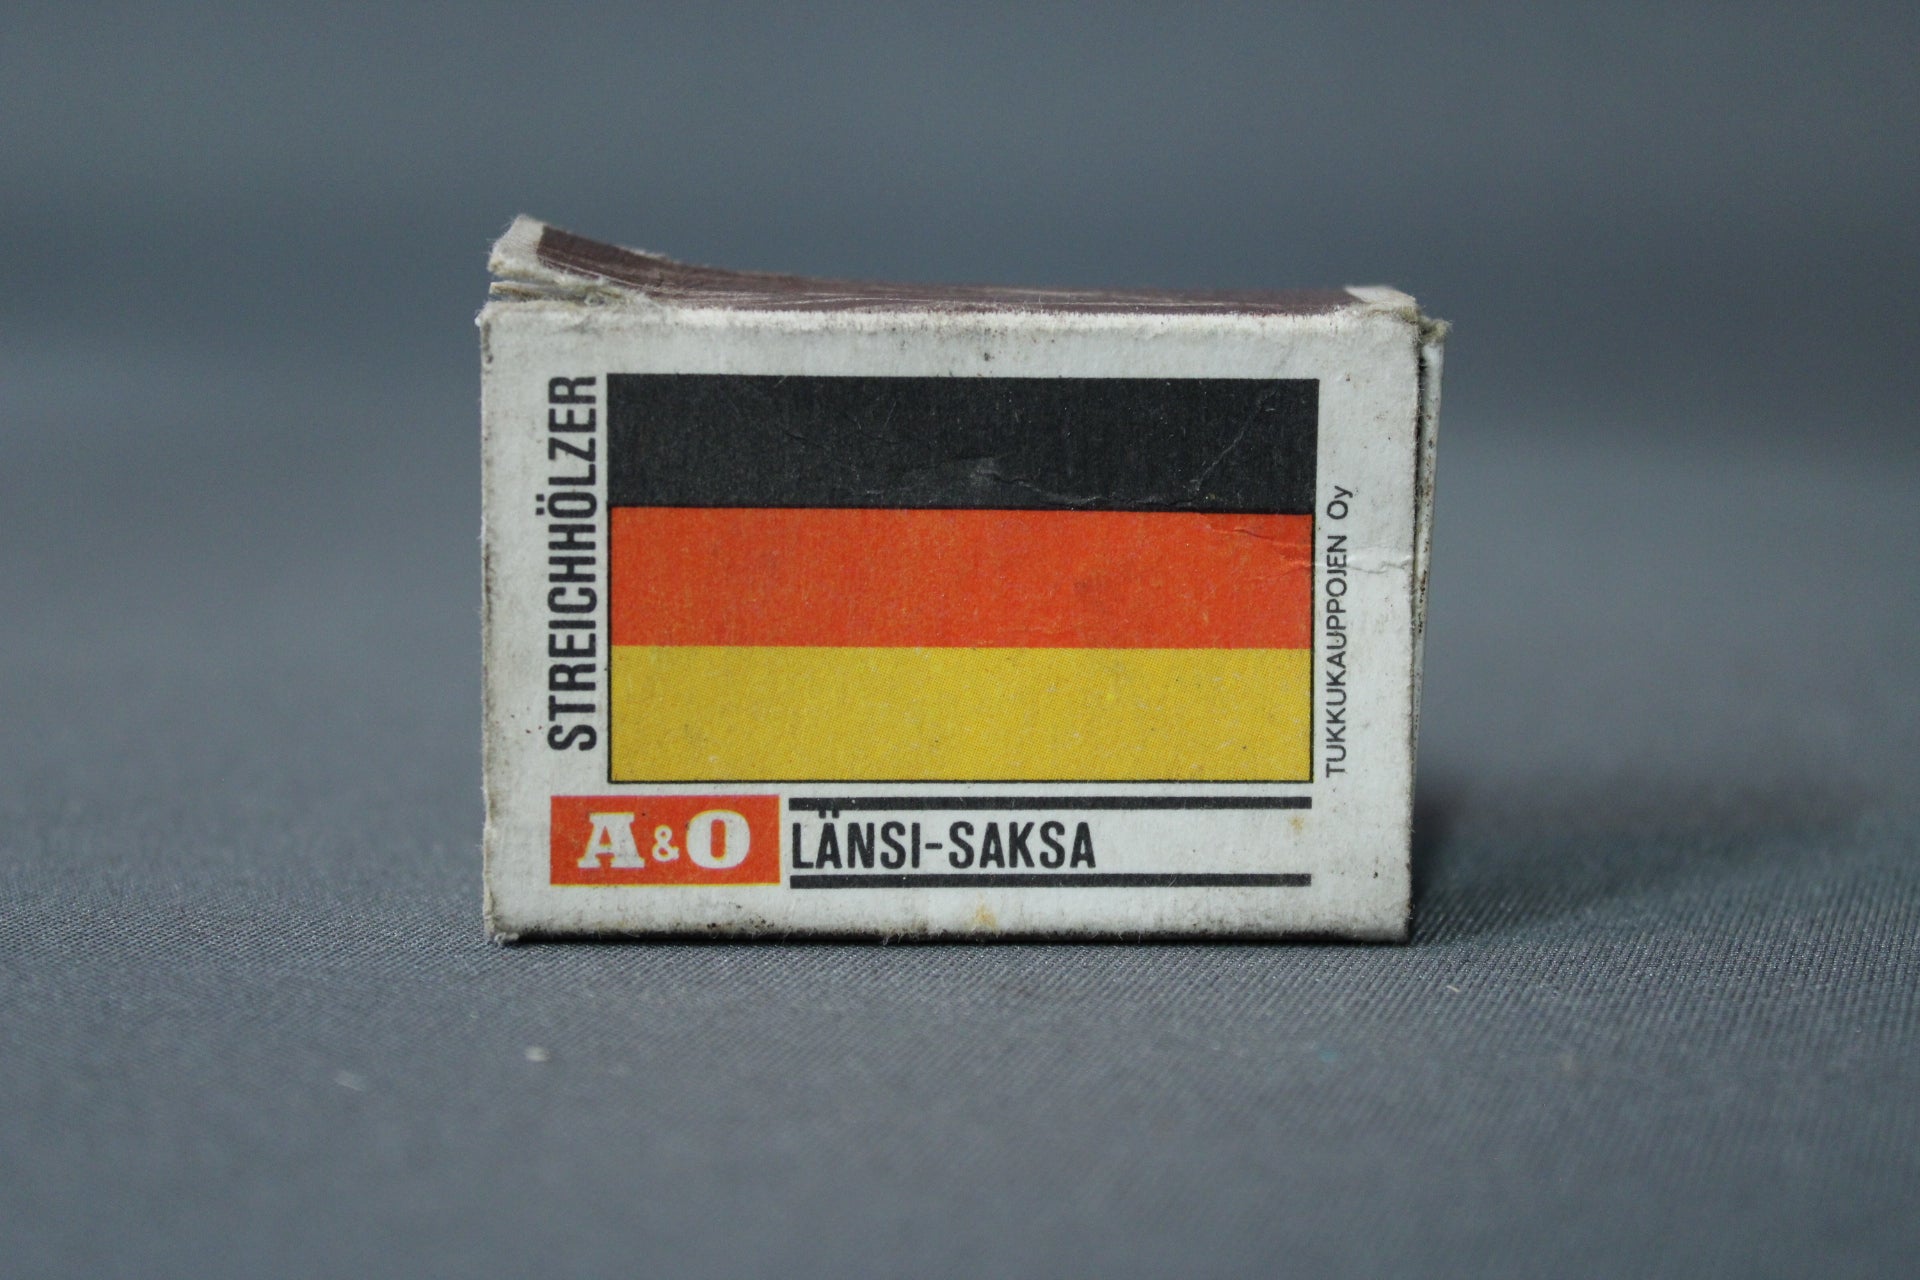 STREICHHÖLZER
TUKKUKAUPPOJEN Oy
A&O
LÄNSI-SAKSA